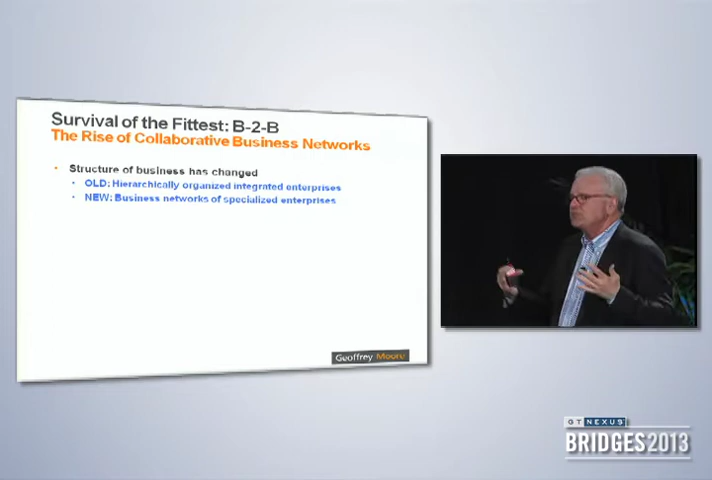 Survival of the Fittest: B-2-B
The Rise of Collaborative Business Networks
• Structure of business has changed
• OLD: Hierarchically organized integrated enterprises
• NEW: Business networks of specialized enterprises
Geoffrey Moore
GT NEXUS
BRIDGES2013